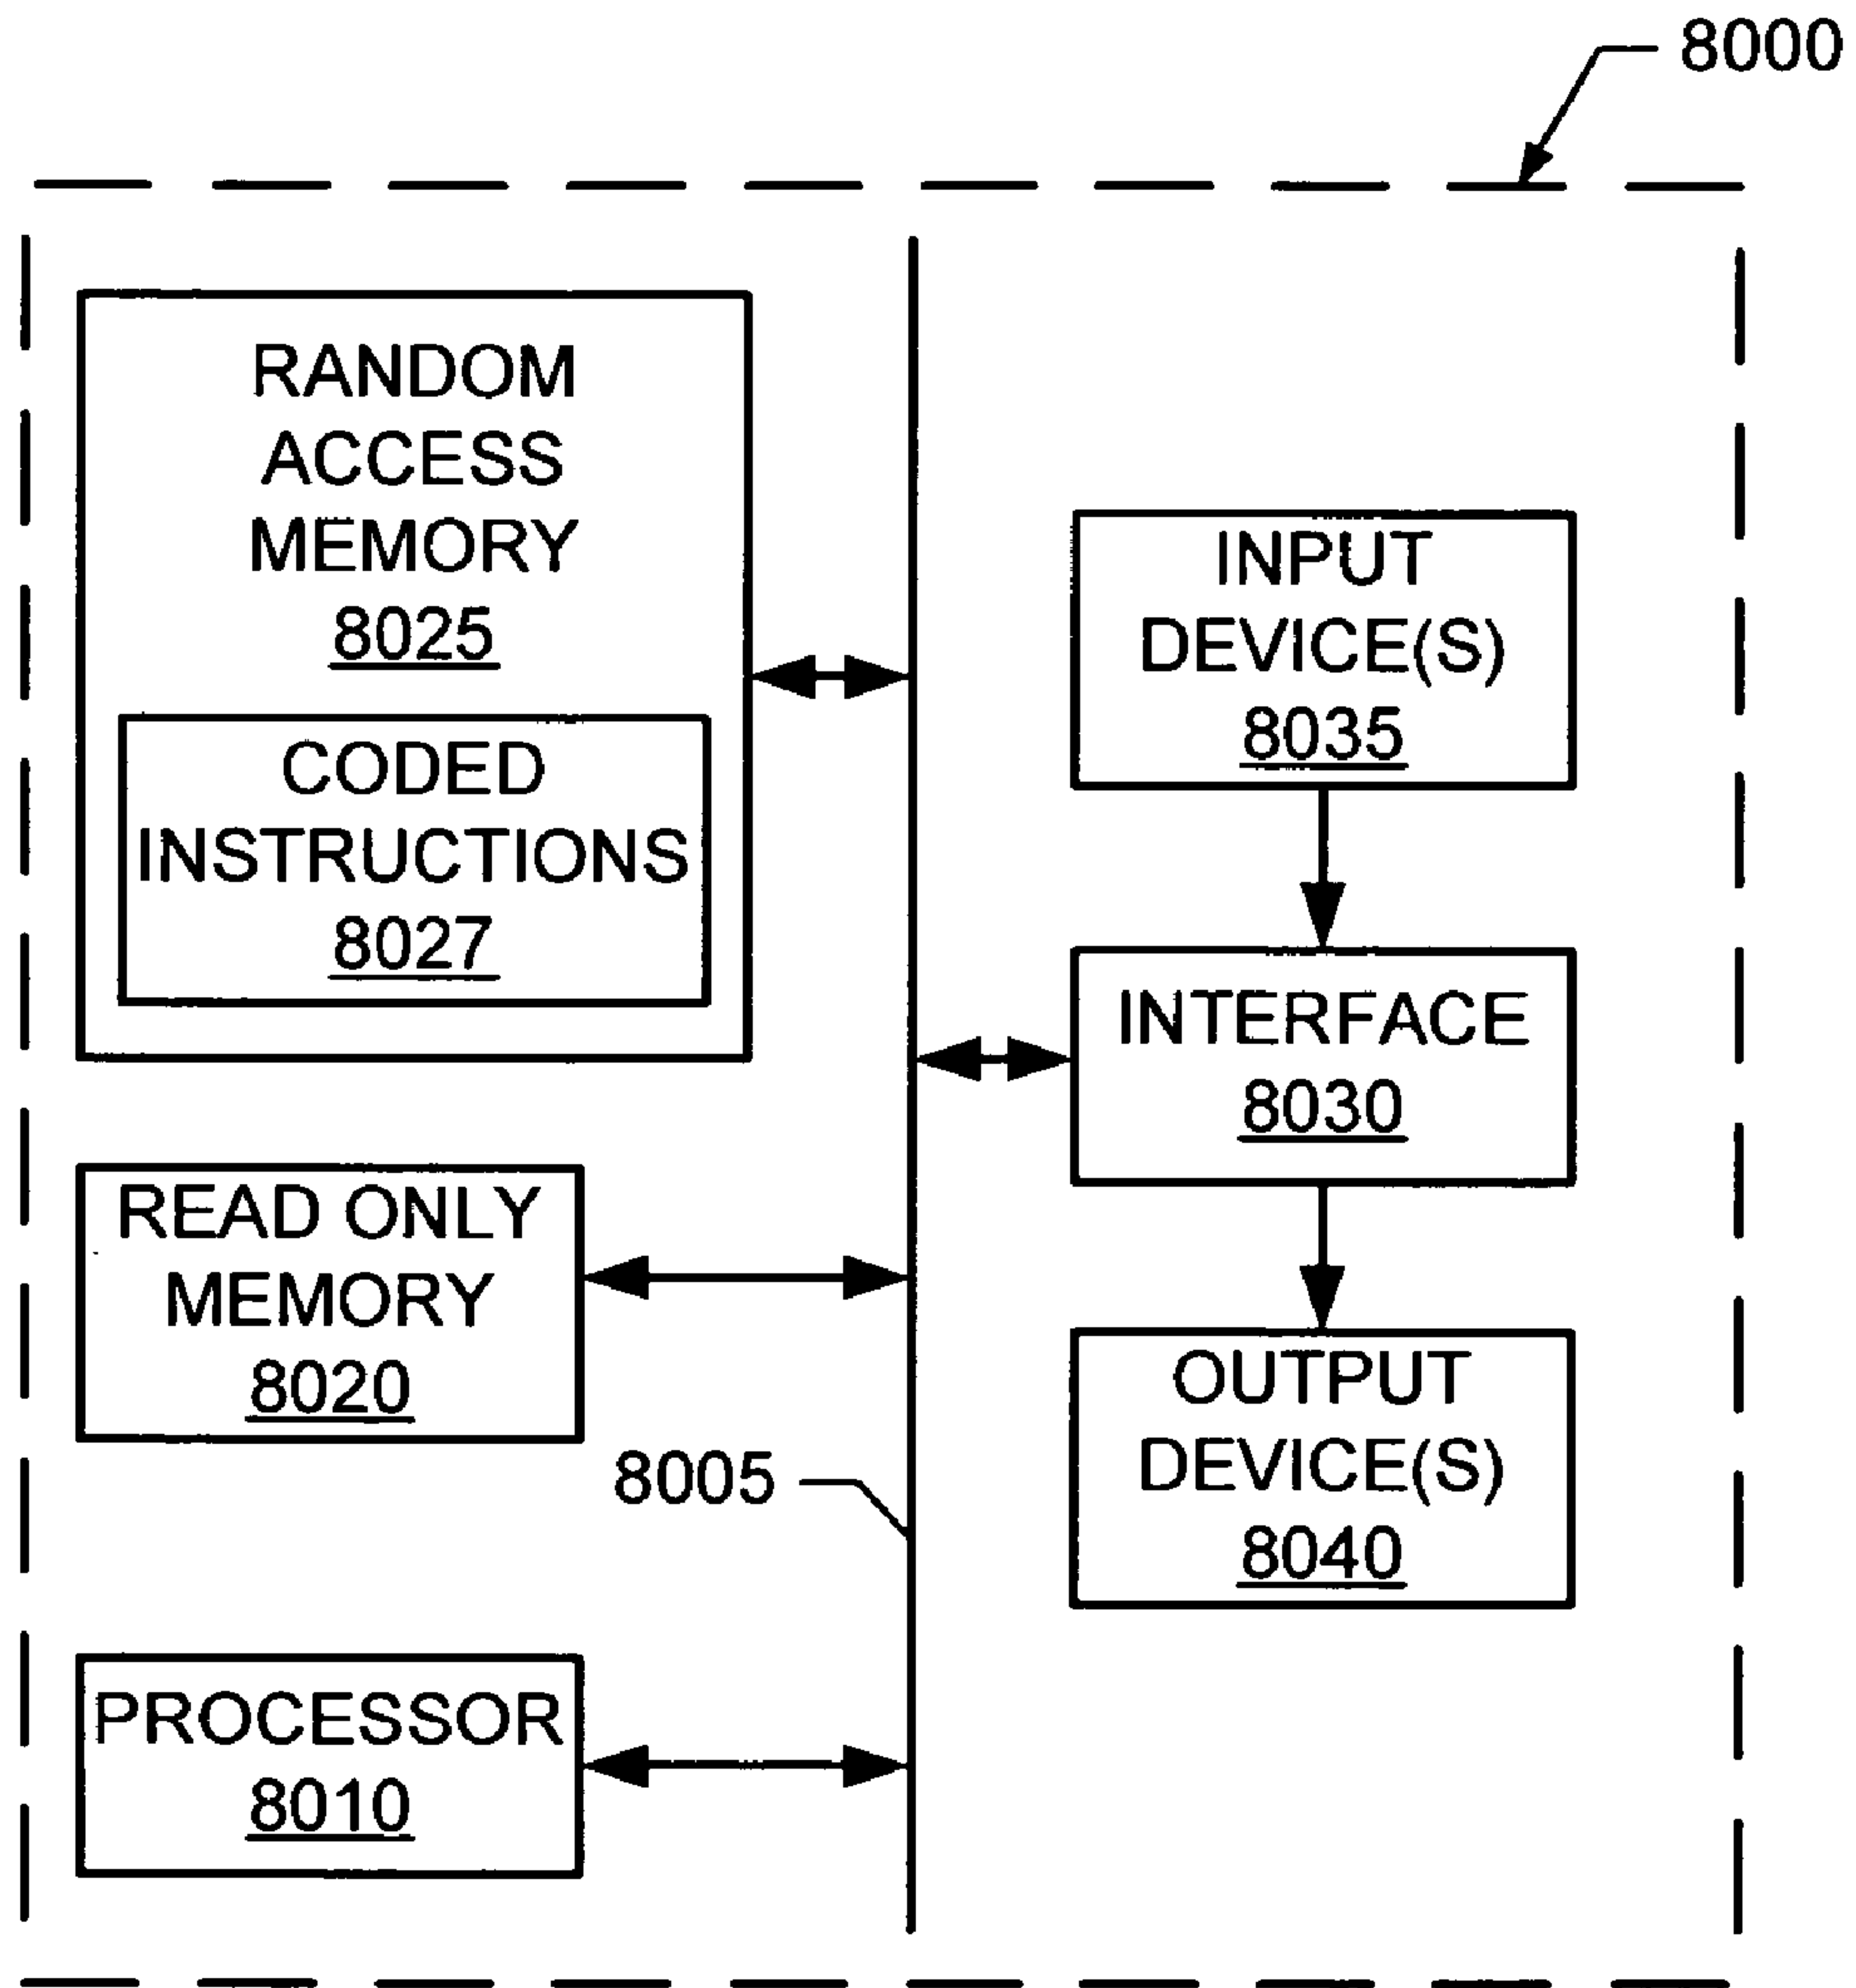 8000
RANDOM
ACCESS
MEMORY
8025
CODED
INSTRUCTIONS
8027
READ ONLY
MEMORY
8020
8005
PROCESSOR
8010
INPUT
DEVICE(S)
8035
INTERFACE
8030
OUTPUT
DEVICE(S)
8040